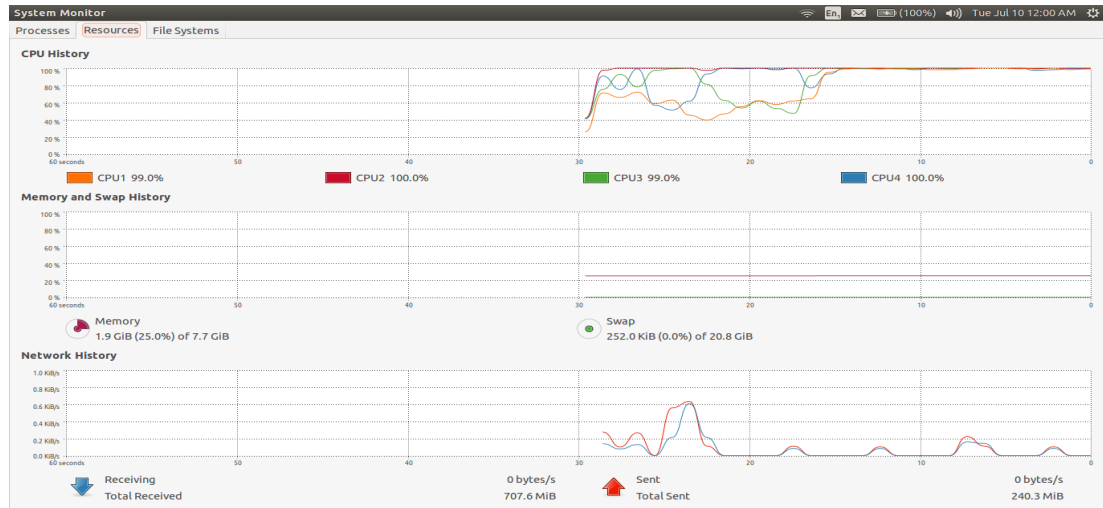 System Monitor En, (100%) Tue Jul 10 12:00 AM
Processes Resources File Systems
CPU History
100 %
80 %
60 %
40 %
20 %
0 %
60 seconds 50 40 30 20 10 0
CPU1 99.0% CPU2 100.0% CPU3 99.0% CPU4 100.0%
Memory and Swap History
100 %
80 %
60 %
40 %
20 %
0 %
60 seconds 50 40 30 20 10 0
Memory Swap
1.9 GiB (25.0%) of 7.7 GiB 252.0 KiB (0.0%) of 20.8 GiB
Network History
1.0 KiB/s
0.8 KiB/s
0.6 KiB/s
0.4 KiB/s
0.2 KiB/s
0.0 KiB/s
60 seconds 50 40 30 20 10 0
Receiving 0 bytes/s Sent 0 bytes/s
Total Received 707.6 MiB Total Sent 240.3 MiB